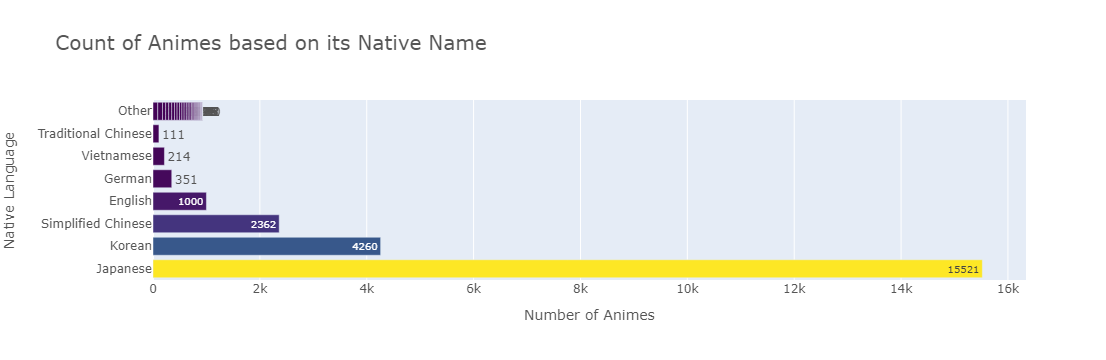 Count of Animes based on its Native Name
Native Language
Other
Traditional Chinese 111
Vietnamese 214
German 351
English 1000
Simplified Chinese 2362
Korean 4260
Japanese 15521
0 2k 4k 6k 8k 10k 12k 14k 16k
Number of Animes